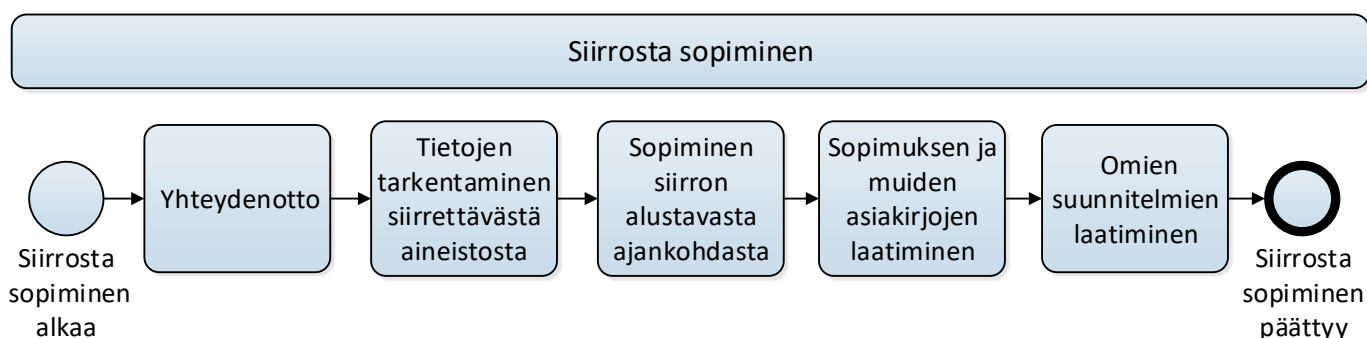 Siirrosta sopiminen
Siirrosta
sopiminen
alkaa
Yhteydenotto
Tietojen
tarkentaminen
siirrettävästä
aineistosta
Sopiminen
siirron
alustavasta
ajankohdasta
Sopimuksen ja
muiden
asiakirjojen
laatiminen
Omien
suunnitelmien
laatiminen
Siirrosta
sopiminen
päättyy